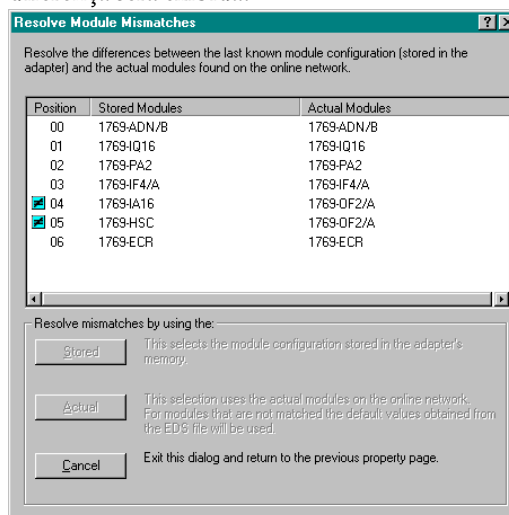 Resolve Module Mismatches
Resolve the differences between the last known module configuration (stored in the
adapter) and the actual modules found on the online network.
Position Stored Modules Actual Modules
00 1769-ADN/B 1769-ADN/B
01 1769-IQ16 1769-IQ16
02 1769-PA2 1769-PA2
03 1769-IF4/A 1769-IF4/A
04 1769-IA16 1769-OF2/A
05 1769-HSC 1769-OF2/A
06 1769-ECR 1769-ECR
Resolve mismatches by using the:
Stored
This selects the module configuration stored in the adapter's
memory.
Actual
This selection uses the actual modules on the online network.
For modules that are not matched the default values obtained from
the EDS file will be used.
Cancel
Exit this dialog and return to the previous property page.